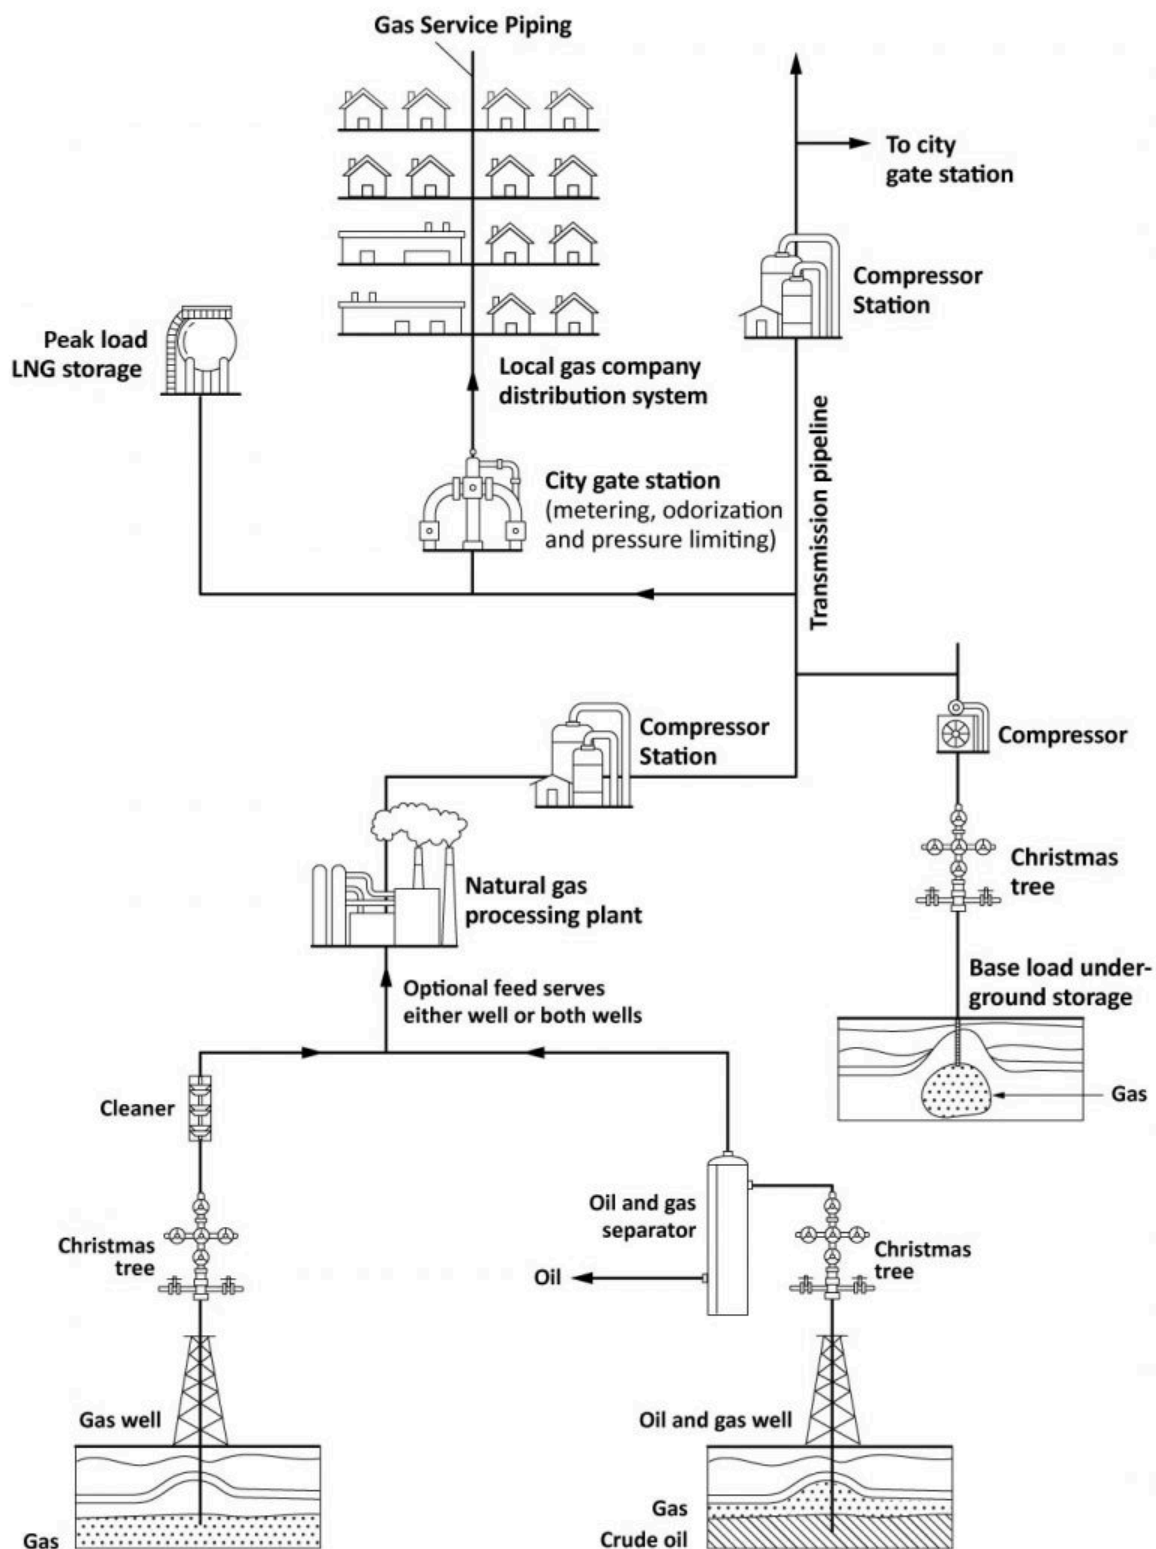 Gas Service Piping
To city
gate station
Compressor
Station
Peak load
LNG storage
Local gas company
distribution system
Transmission pipeline
City gate station
(metering, odorization
and pressure limiting)
Compressor
Station
Compressor
Christmas
tree
Natural gas
processing plant
Base load under-
ground storage
Optional feed serves
either well or both wells
Gas
Cleaner
Oil and gas
separator
Christmas
tree
Christmas
tree
Oil
Gas well
Oil and gas well
Gas
Gas
Crude oil